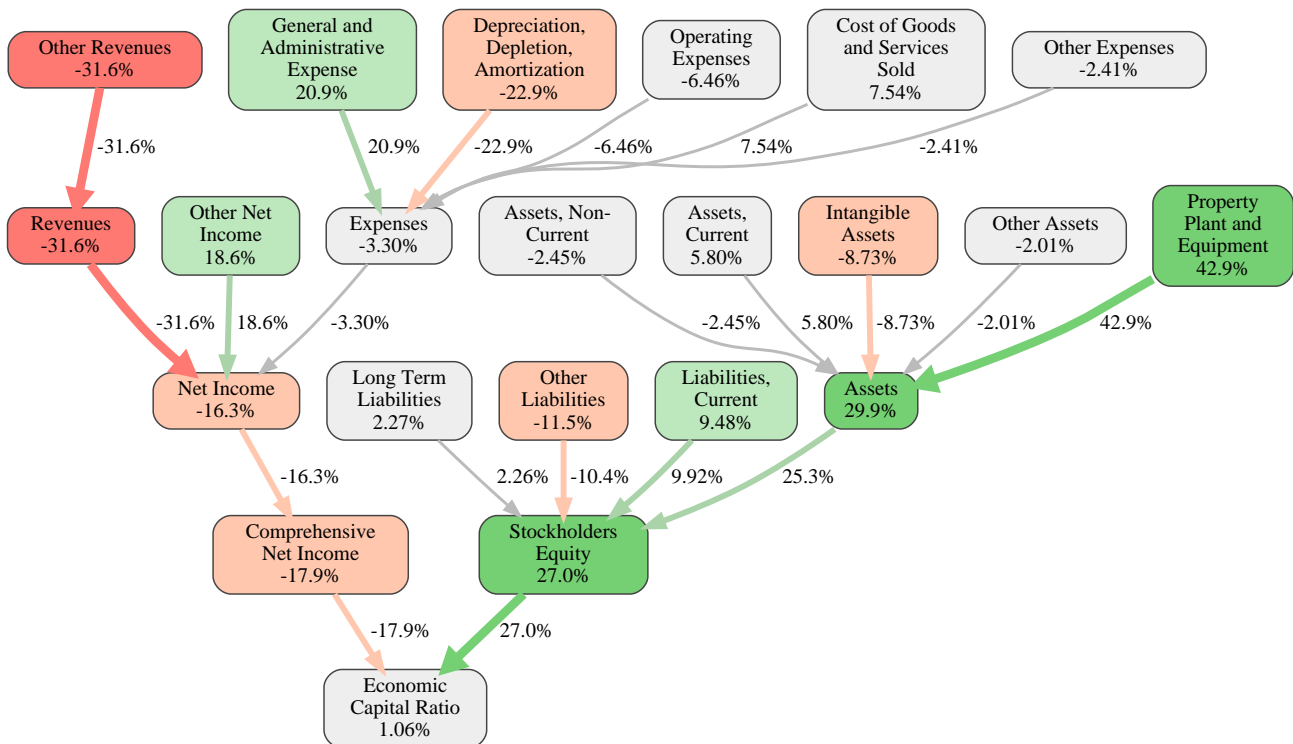 Other Revenues
-31.6%
General and
Administrative
Expense
20.9%
Depreciation,
Depletion,
Amortization
-22.9%
Operating
Expenses
-6.46%
Cost of Goods
and Services
Sold
7.54%
Other Expenses
-2.41%
-31.6%
20.9%
-22.9%
-6.46%
7.54%
-2.41%
Revenues
-31.6%
Other Net
Income
18.6%
Expenses
-3.30%
Assets, Non-
Current
-2.45%
Assets,
Current
5.80%
Intangible
Assets
-8.73%
Other Assets
-2.01%
Property
Plant and
Equipment
42.9%
-31.6%
18.6%
-3.30%
-2.45%
5.80%
-8.73%
-2.01%
42.9%
Net Income
-16.3%
Long Term
Liabilities
2.27%
Other
Liabilities
-11.5%
Liabilities,
Current
9.48%
Assets
29.9%
-16.3%
2.26%
-10.4%
9.92%
25.3%
Comprehensive
Net Income
-17.9%
Stockholders
Equity
27.0%
-17.9%
27.0%
Economic
Capital Ratio
1.06%